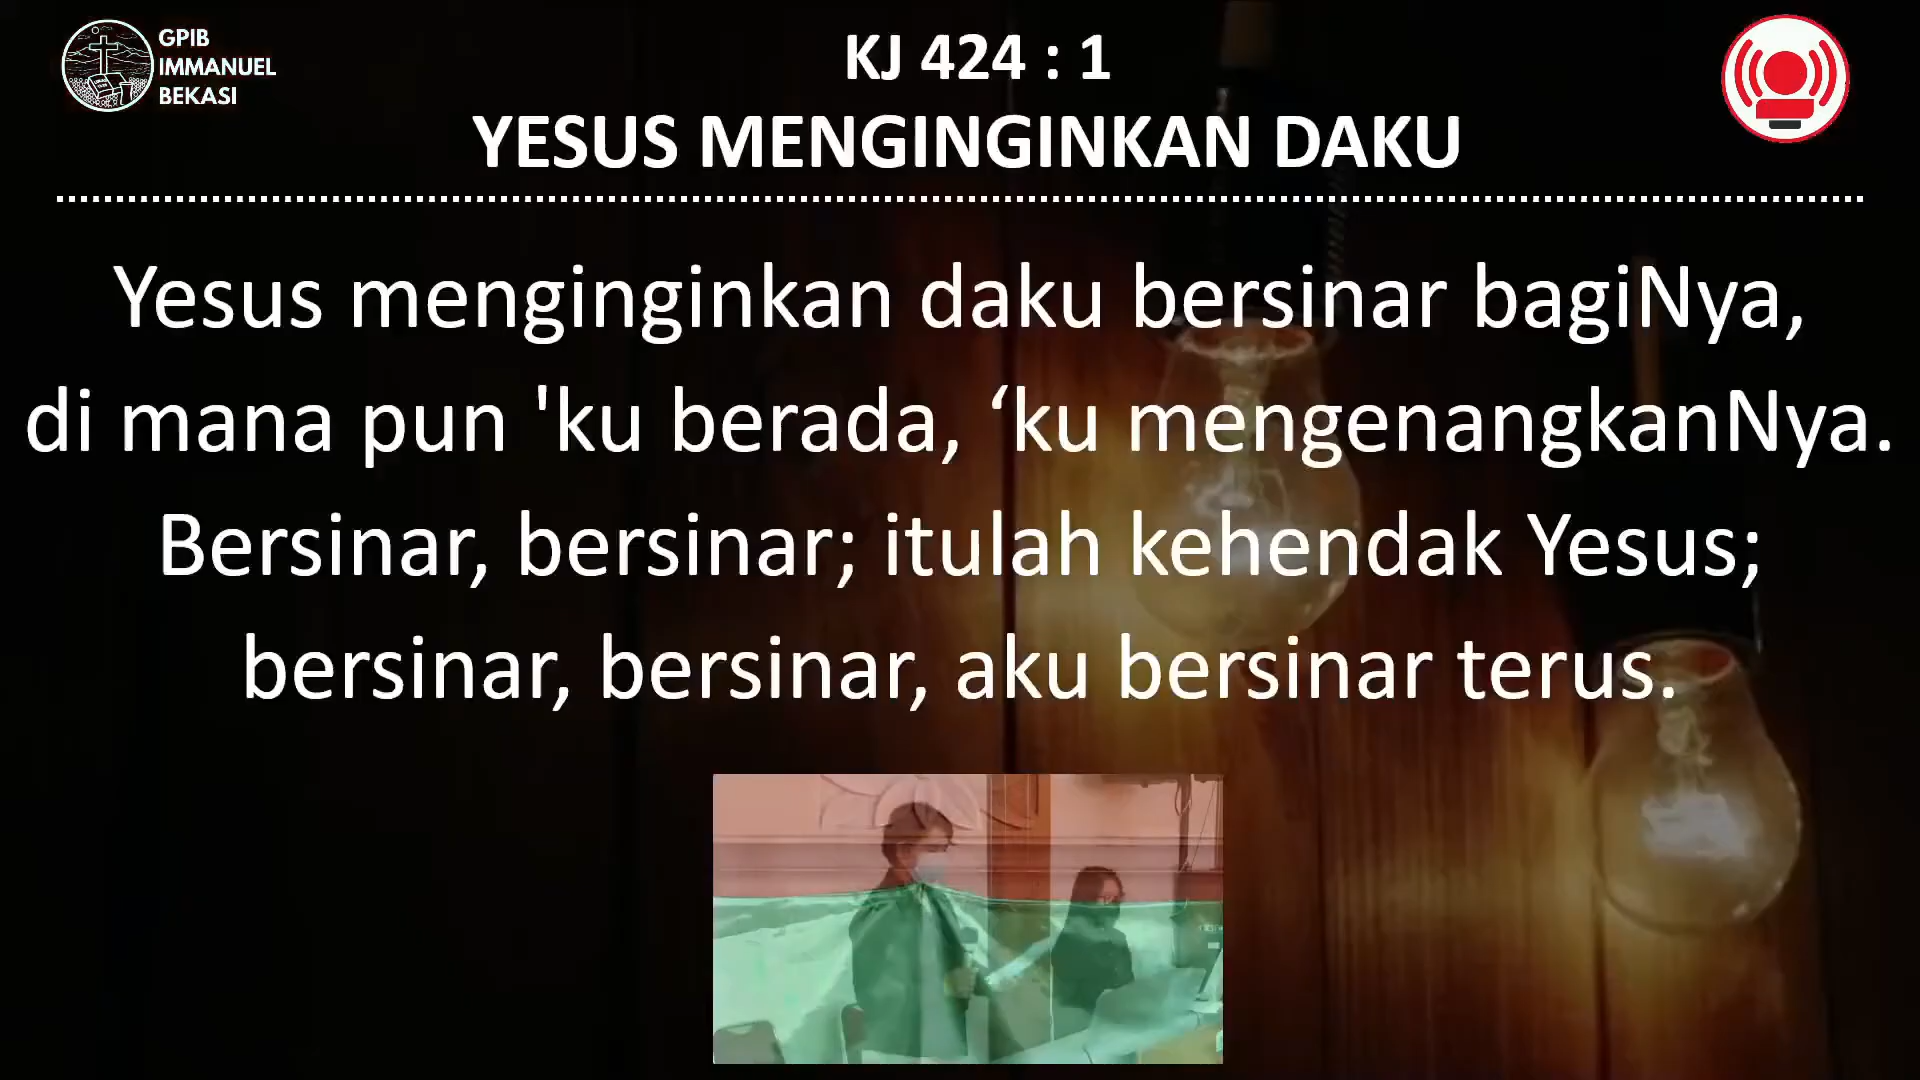 GPIB
IMMANUEL
BEKASI
KJ 424 : 1
YESUS MENGINGINKAN DAKU
Yesus menginginkan daku bersinar bagiNya,
di mana pun 'ku berada, ‘ku mengenangkanNya.
Bersinar, bersinar; itulah kehendak Yesus;
bersinar, bersinar, aku bersinar terus.